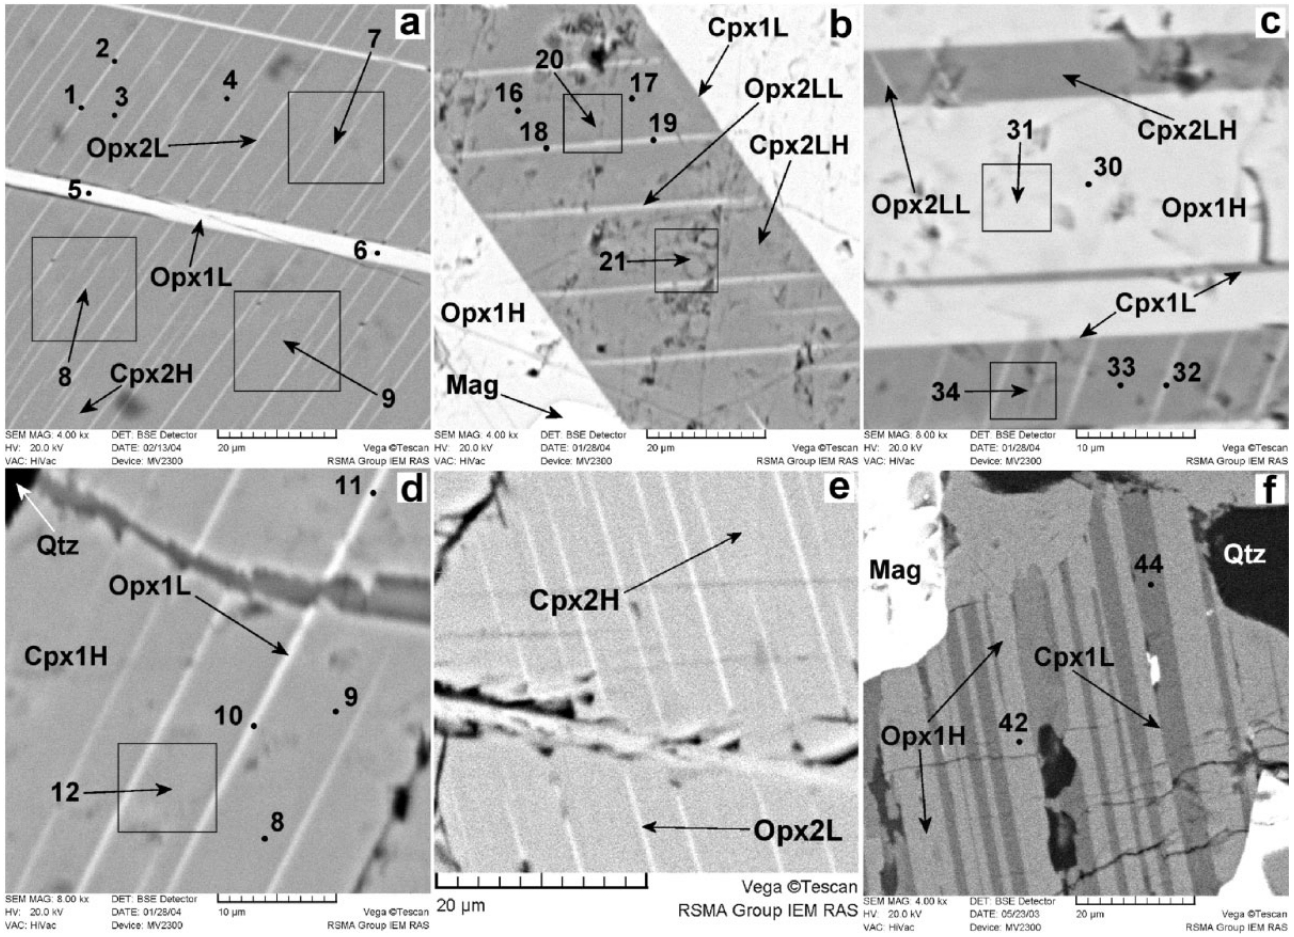 a
7
2
4
1
3
Opx2L
5
6
Opx1L
8
9
Cpx2H
SEM MAG: 4.00 kx DET: BSE Detector
HV: 20.0 kV DATE: 02/13/04 20 µm Vega ©Tescan
VAC: HiVac Device: MV2300 RSMA Group IEM RAS
b
Cpx1L
20
17
16
Opx2LL
18
19
Cpx2LH
21
Opx1H
Mag
SEM MAG: 4.00 kx DET: BSE Detector
HV: 20.0 kV DATE: 01/28/04 20 µm Vega ©Tescan
VAC: HiVac Device: MV2300 RSMA Group IEM RAS
c
Cpx2LH
31
30
Opx2LL
Opx1H
Cpx1L
33
32
34
SEM MAG: 8.00 kx DET: BSE Detector
HV: 20.0 kV DATE: 01/28/04 10 µm Vega ©Tescan
VAC: HiVac Device: MV2300 RSMA Group IEM RAS
d
11
Qtz
Opx1L
Cpx1H
9
10
12
8
SEM MAG: 8.00 kx DET: BSE Detector
HV: 20.0 kV DATE: 01/28/04 10 µm Vega ©Tescan
VAC: HiVac Device: MV2300 RSMA Group IEM RAS
e
Cpx2H
Opx2L
Vega ©Tescan
20 µm RSMA Group IEM RAS
f
Qtz
Mag
44
Cpx1L
Opx1H
42
SEM MAG: 4.00 kx DET: BSE Detector
HV: 20.0 kV DATE: 05/23/03 20 µm Vega ©Tescan
VAC: HiVac Device: MV2300 RSMA Group IEM RAS